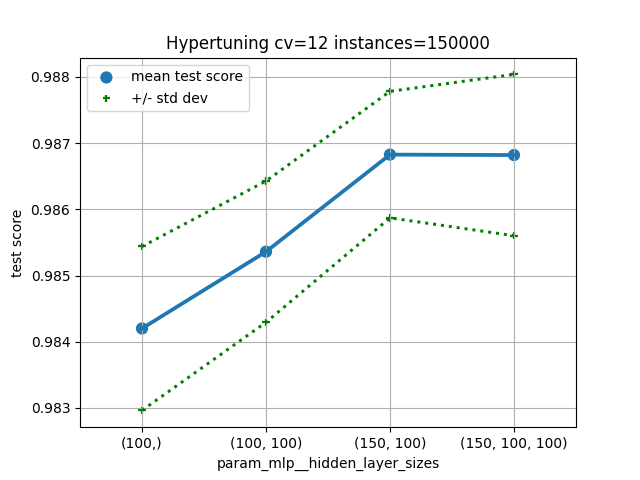 Hypertuning cv=12 instances=150000
mean test score
+/- std dev
0.988
0.987
0.986
0.985
0.984
0.983
test score
(100,)
(100, 100)
(150, 100)
(150, 100, 100)
param_mlp__hidden_layer_sizes